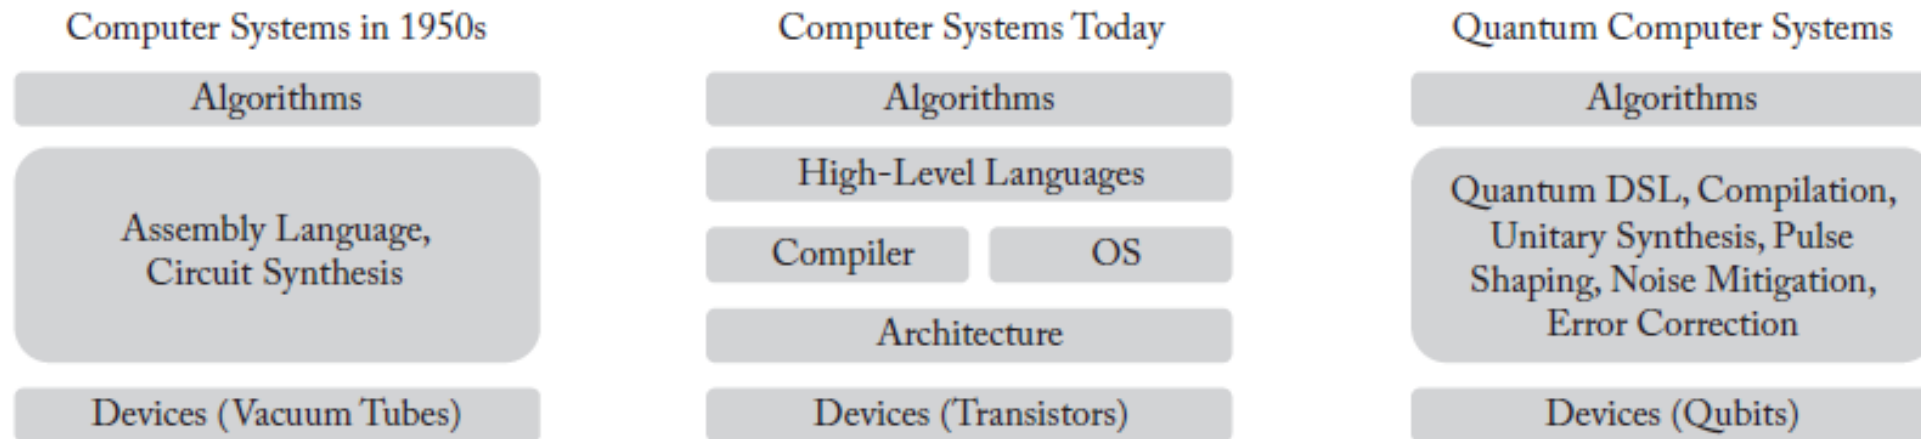 Computer Systems in 1950s
Algorithms
Assembly Language,
Circuit Synthesis
Devices (Vacuum Tubes)
Computer Systems Today
Algorithms
High-Level Languages
Compiler
OS
Architecture
Devices (Transistors)
Quantum Computer Systems
Algorithms
Quantum DSL, Compilation,
Unitary Synthesis, Pulse
Shaping, Noise Mitigation,
Error Correction
Devices (Qubits)